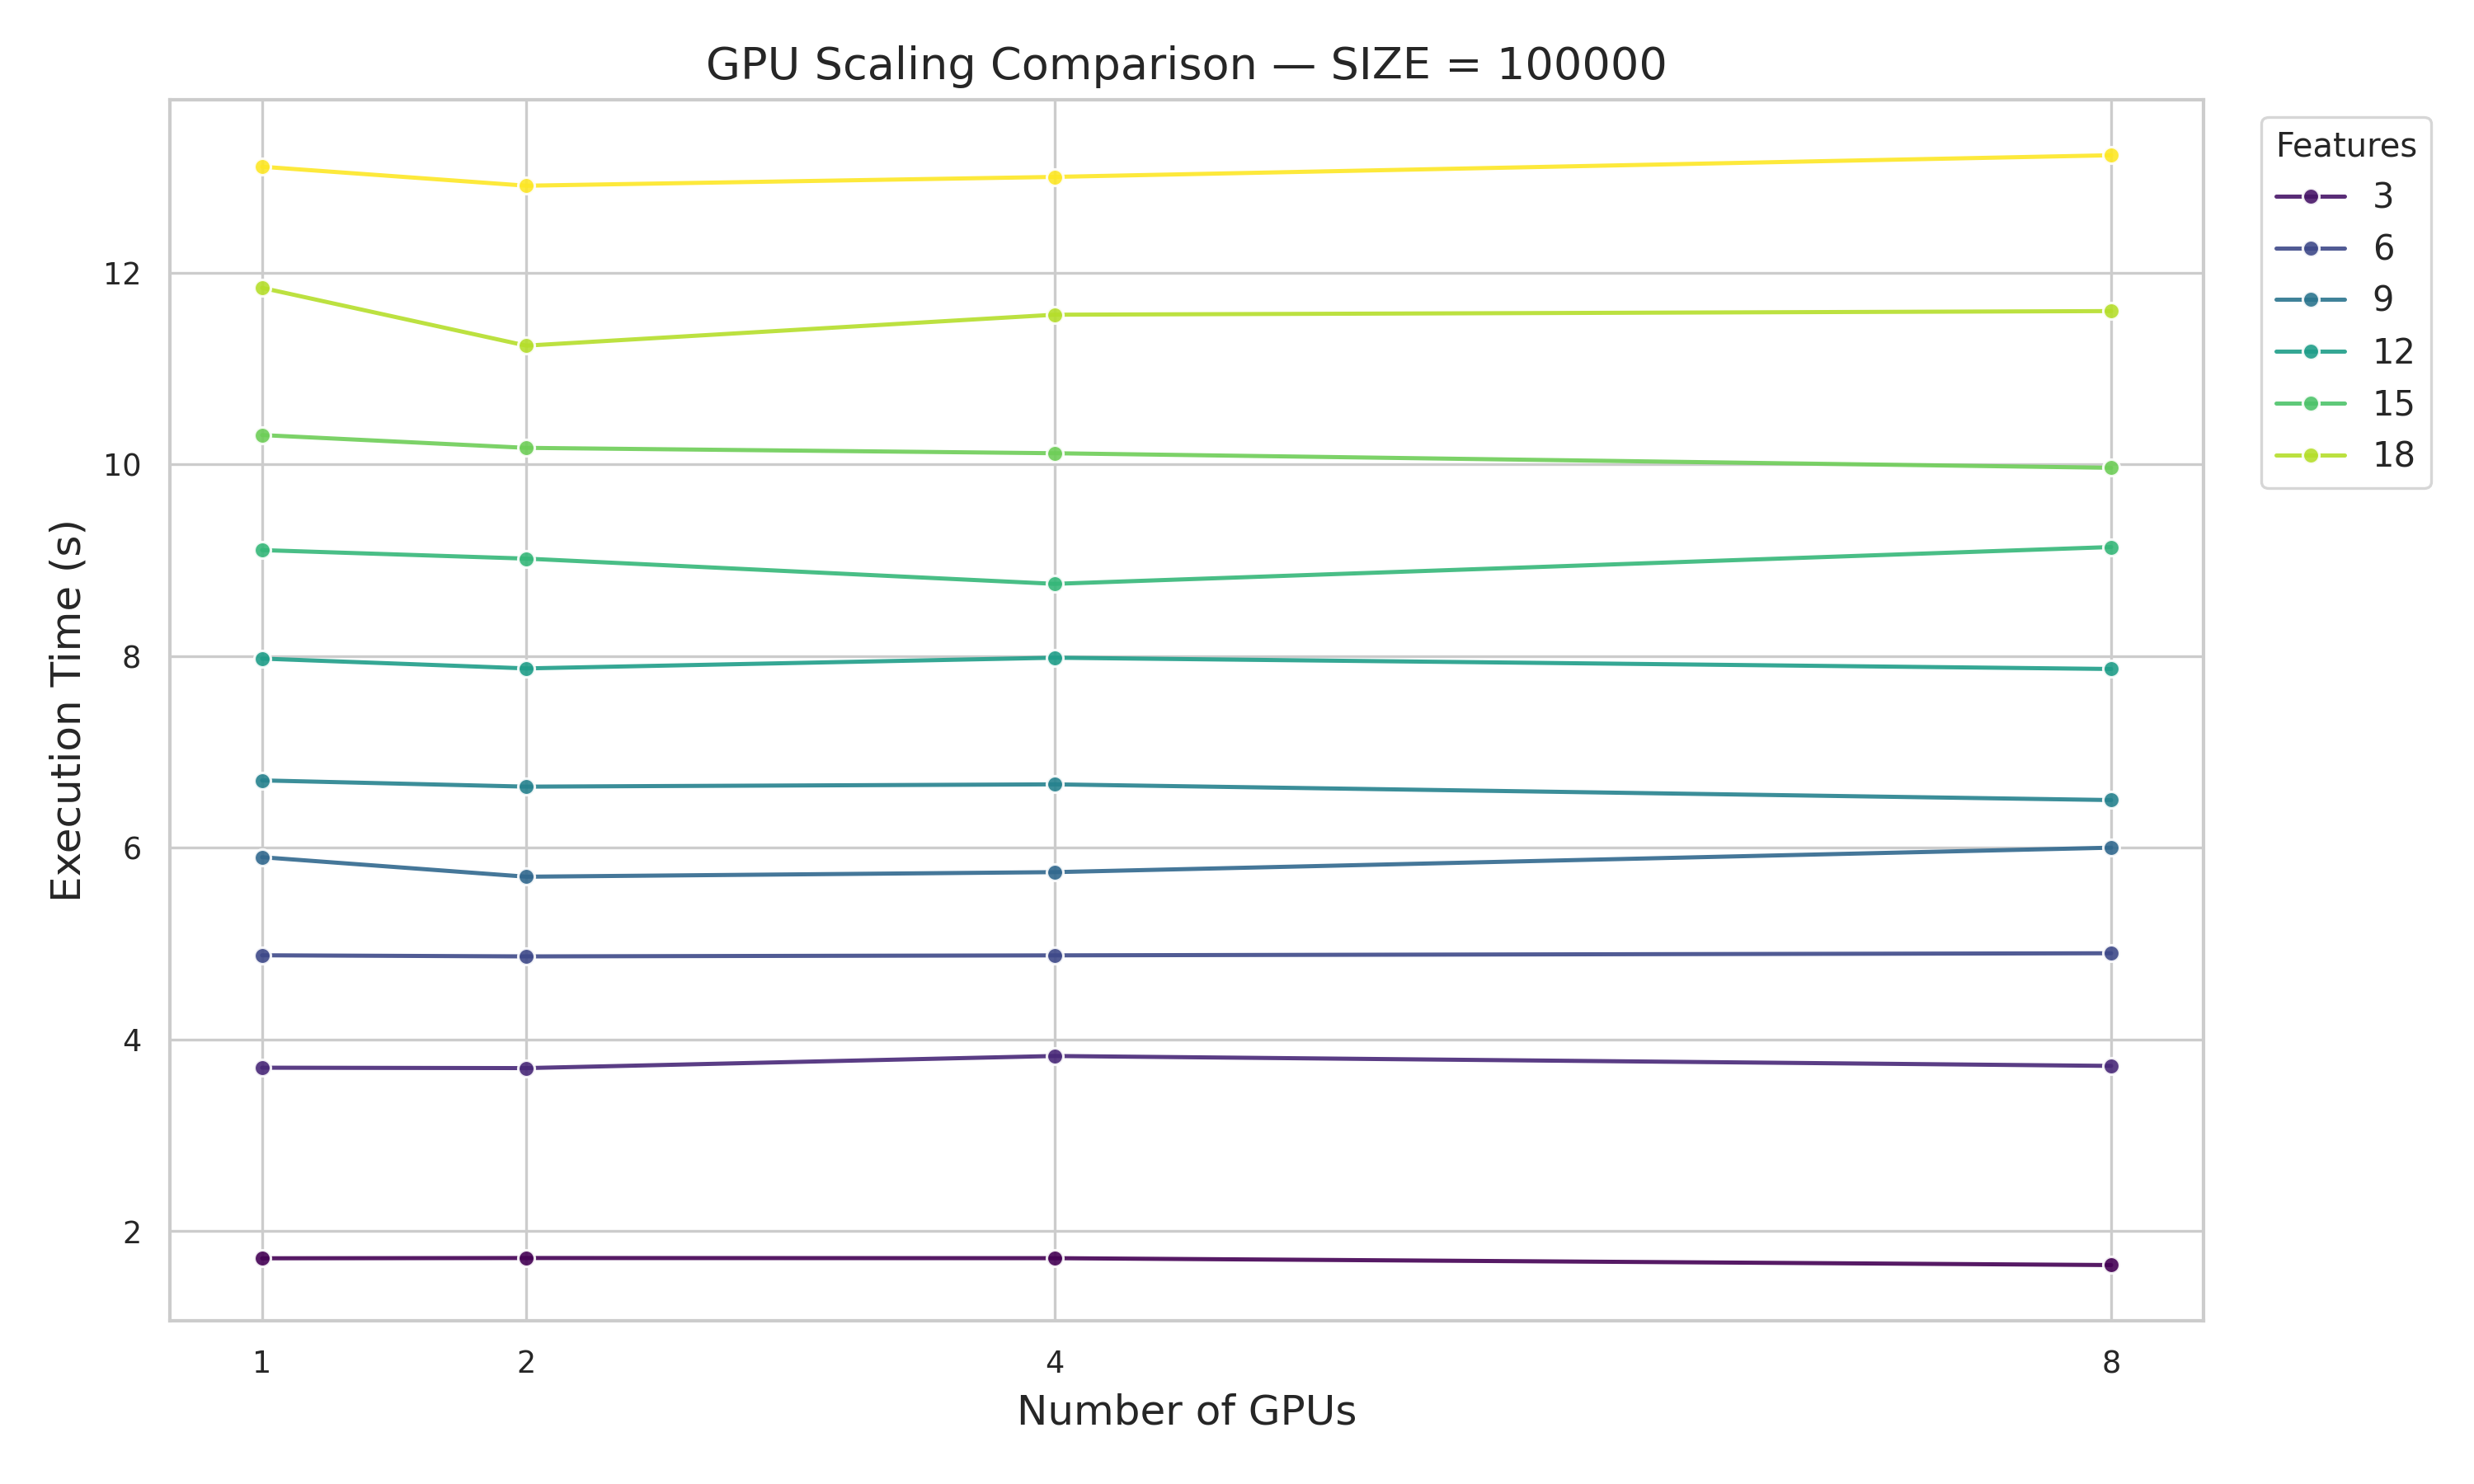 GPU Scaling Comparison — SIZE = 100000
Features
3
6
9
12
15
18
Execution Time (s)
12
10
8
6
4
2
1 2 4 8
Number of GPUs